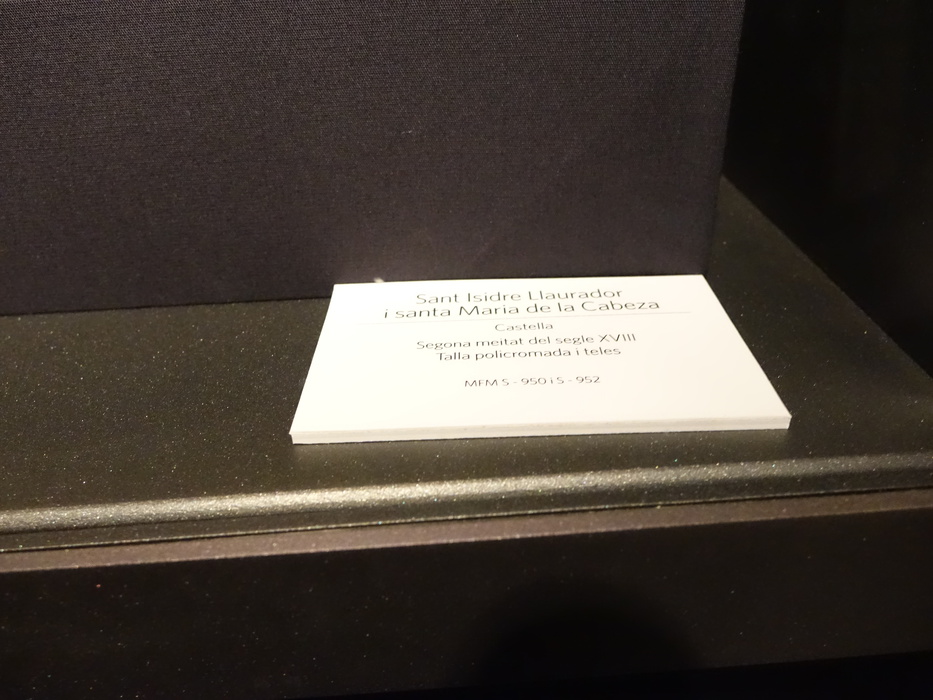 Sant Isidre Llaurador
i santa Maria de la Cabeza
Castella
Segona meitat del segle XVIII
Talla policromada i teles
MFM S - 950 i S - 952